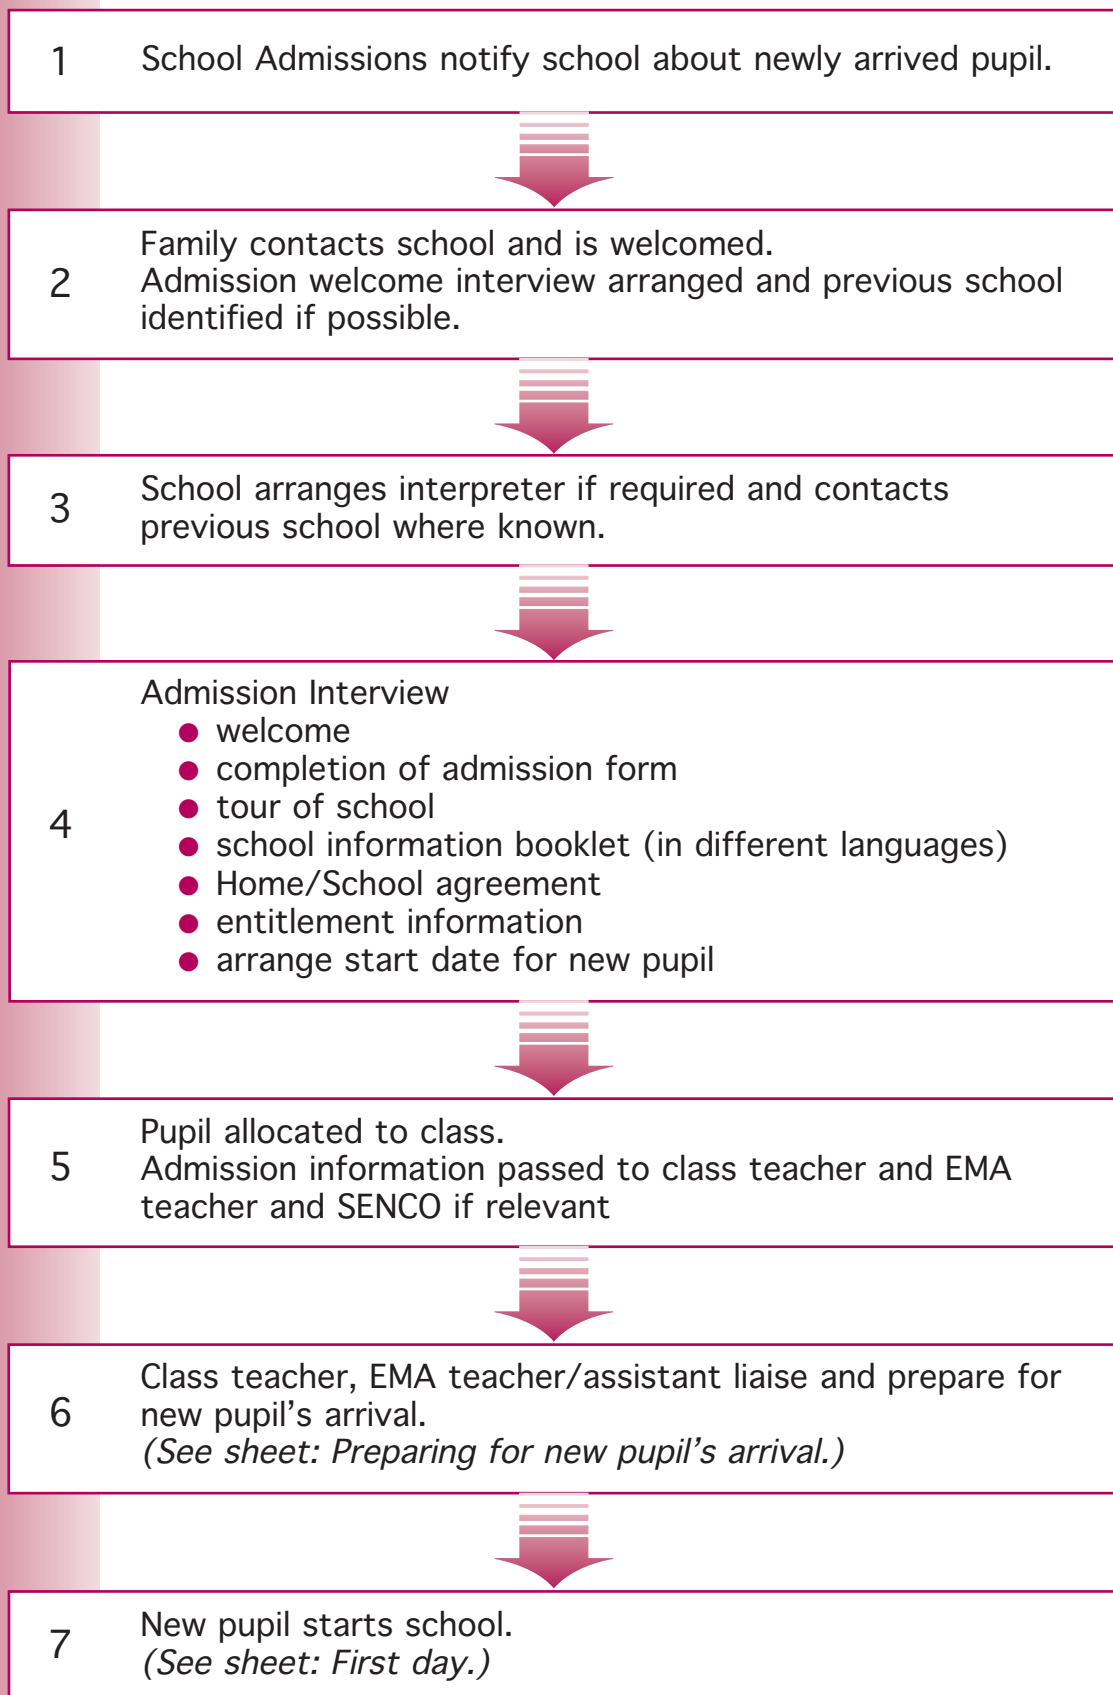 1 School Admissions notify school about newly arrived pupil.
2 Family contacts school and is welcomed.
Admission welcome interview arranged and previous school
identified if possible.
3 School arranges interpreter if required and contacts
previous school where known.
4 Admission Interview
● welcome
● completion of admission form
● tour of school
● school information booklet (in different languages)
● Home/School agreement
● entitlement information
● arrange start date for new pupil
5 Pupil allocated to class.
Admission information passed to class teacher and EMA
teacher and SENCO if relevant
6 Class teacher, EMA teacher/assistant liaise and prepare for
new pupil's arrival.
(See sheet: Preparing for new pupil's arrival.)
7 New pupil starts school.
(See sheet: First day.)